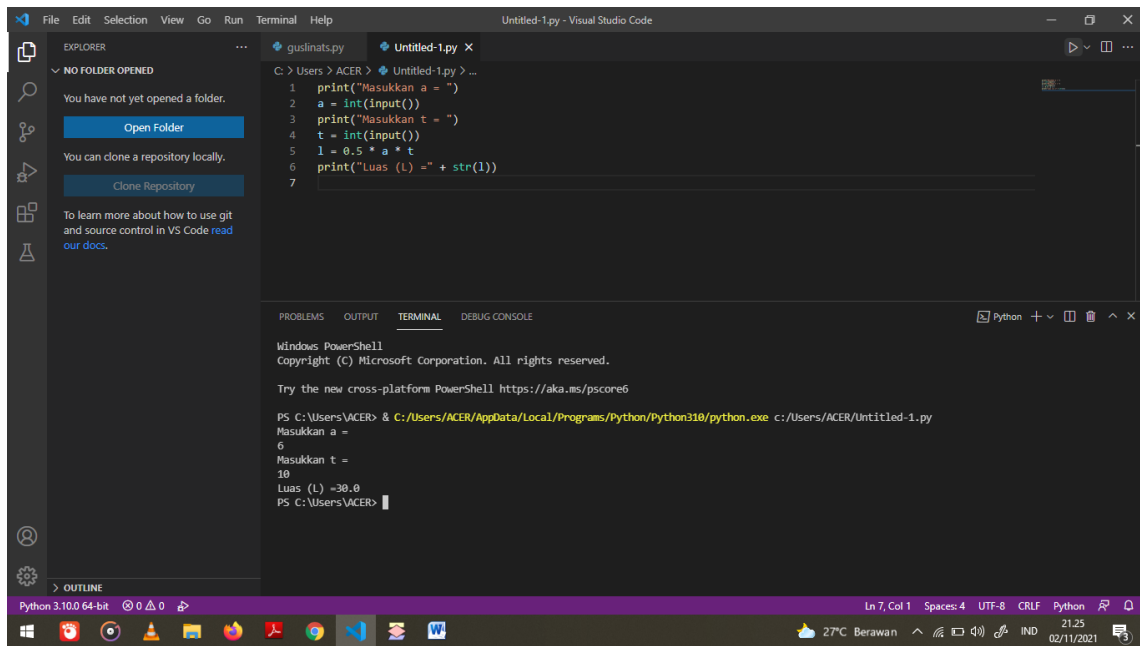 File Edit Selection View Go Run Terminal Help
Untitled-1.py - Visual Studio Code
EXPLORER
NO FOLDER OPENED
You have not yet opened a folder.
Open Folder
You can clone a repository locally.
Clone Repository
To learn more about how to use git
and source control in VS Code read
our docs.
OUTLINE
guslinats.py
Untitled-1.py
C: > Users > ACER > Untitled-1.py > ...
1 print("Masukkan a = ")
2 a = int(input())
3 print("Masukkan t = ")
4 t = int(input())
5 l = 0.5 * a * t
6 print("Luas (L) =" + str(l))
7
PROBLEMS OUTPUT TERMINAL DEBUG CONSOLE
Python
Windows PowerShell
Copyright (C) Microsoft Corporation. All rights reserved.
Try the new cross-platform PowerShell https://aka.ms/pscore6
PS C:\Users\ACER> & C:/Users/ACER/AppData/Local/Programs/Python/Python310/python.exe c:/Users/ACER/Untitled-1.py
Masukkan a =
6
Masukkan t =
10
Luas (L) =30.0
PS C:\Users\ACER>
Python 3.10.0 64-bit 0 0
Ln 7, Col 1 Spaces: 4 UTF-8 CRLF Python
27°C Berawan
IND
21.25
02/11/2021
3